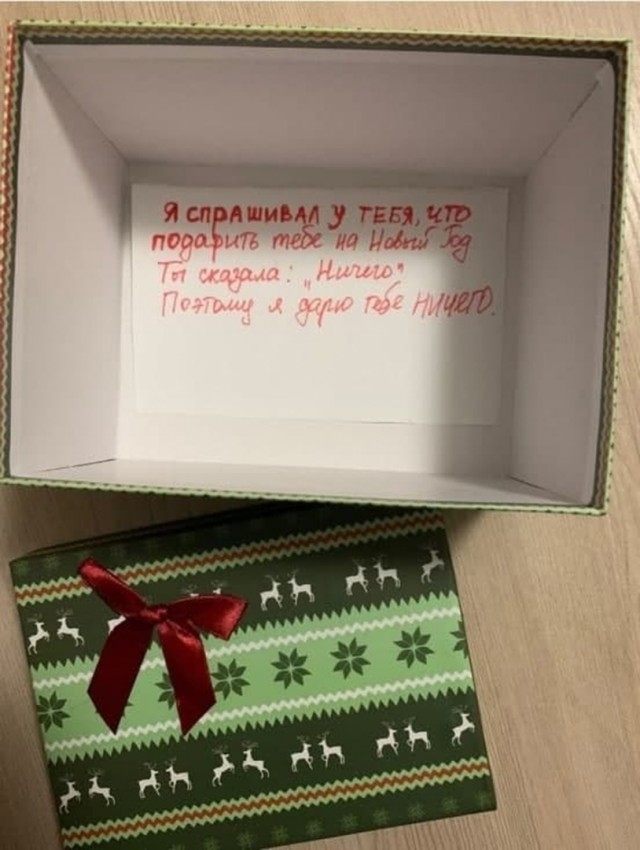 Я СПРАШИВАЛ У ТЕБЯ, ЧТО
подарить тебе на Новый Год
Ты сказала: „Ничего"
Поэтому я дарю тебе НИЧЕГО.